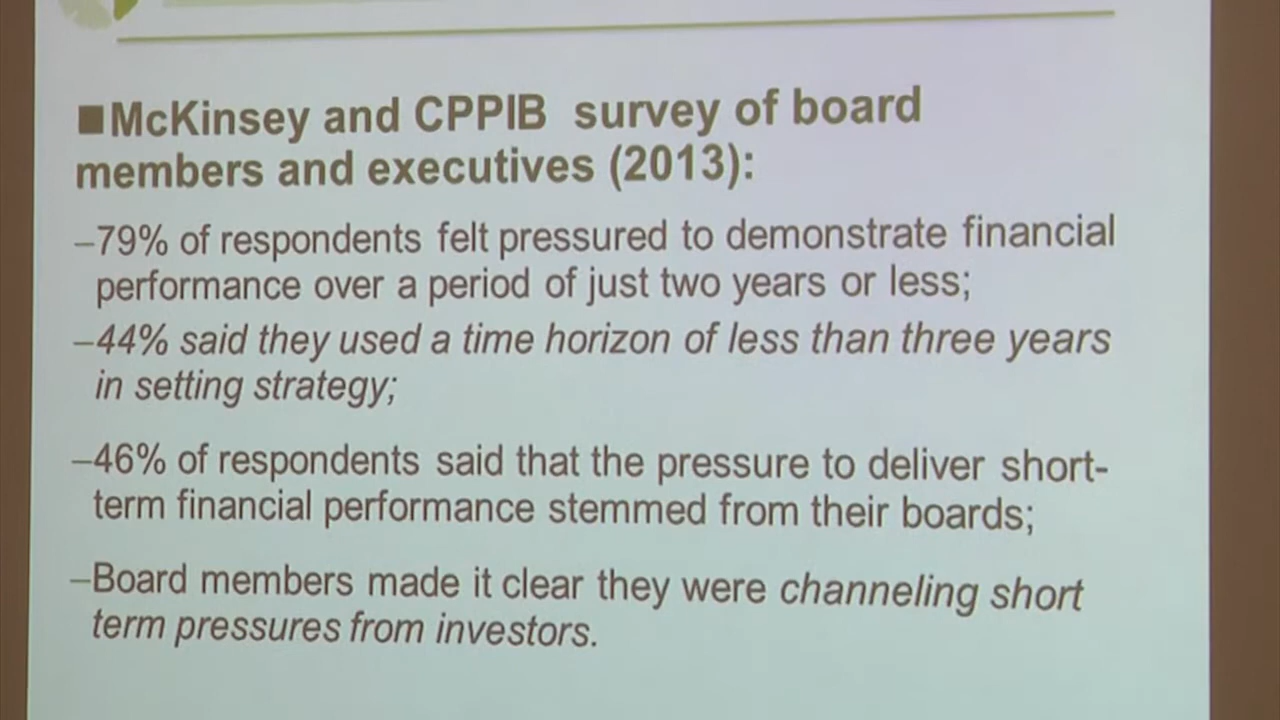 ■McKinsey and CPPIB survey of board
members and executives (2013):
–79% of respondents felt pressured to demonstrate financial
performance over a period of just two years or less;
–44% said they used a time horizon of less than three years
in setting strategy;
–46% of respondents said that the pressure to deliver short-
term financial performance stemmed from their boards;
–Board members made it clear they were channeling short
term pressures from investors.